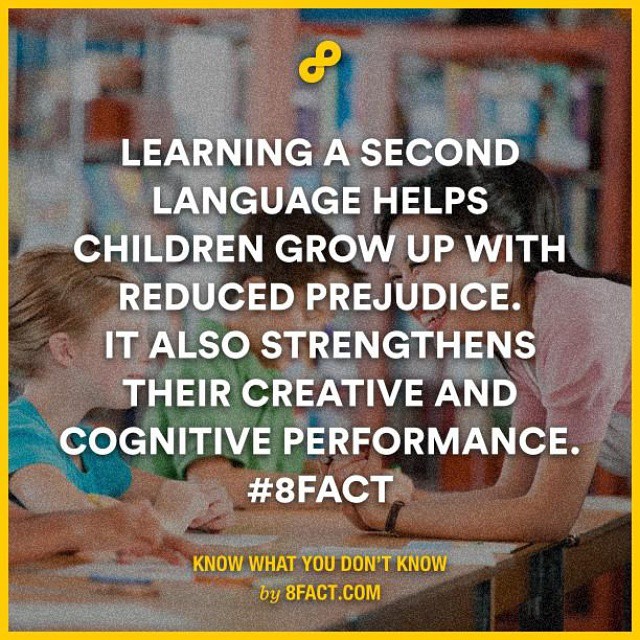 LEARNING A SECOND
LANGUAGE HELPS
CHILDREN GROW UP WITH
REDUCED PREJUDICE.
IT ALSO STRENGTHENS
THEIR CREATIVE AND
COGNITIVE PERFORMANCE.
#8FACT
KNOW WHAT YOU DON'T KNOW
by 8FACT.COM